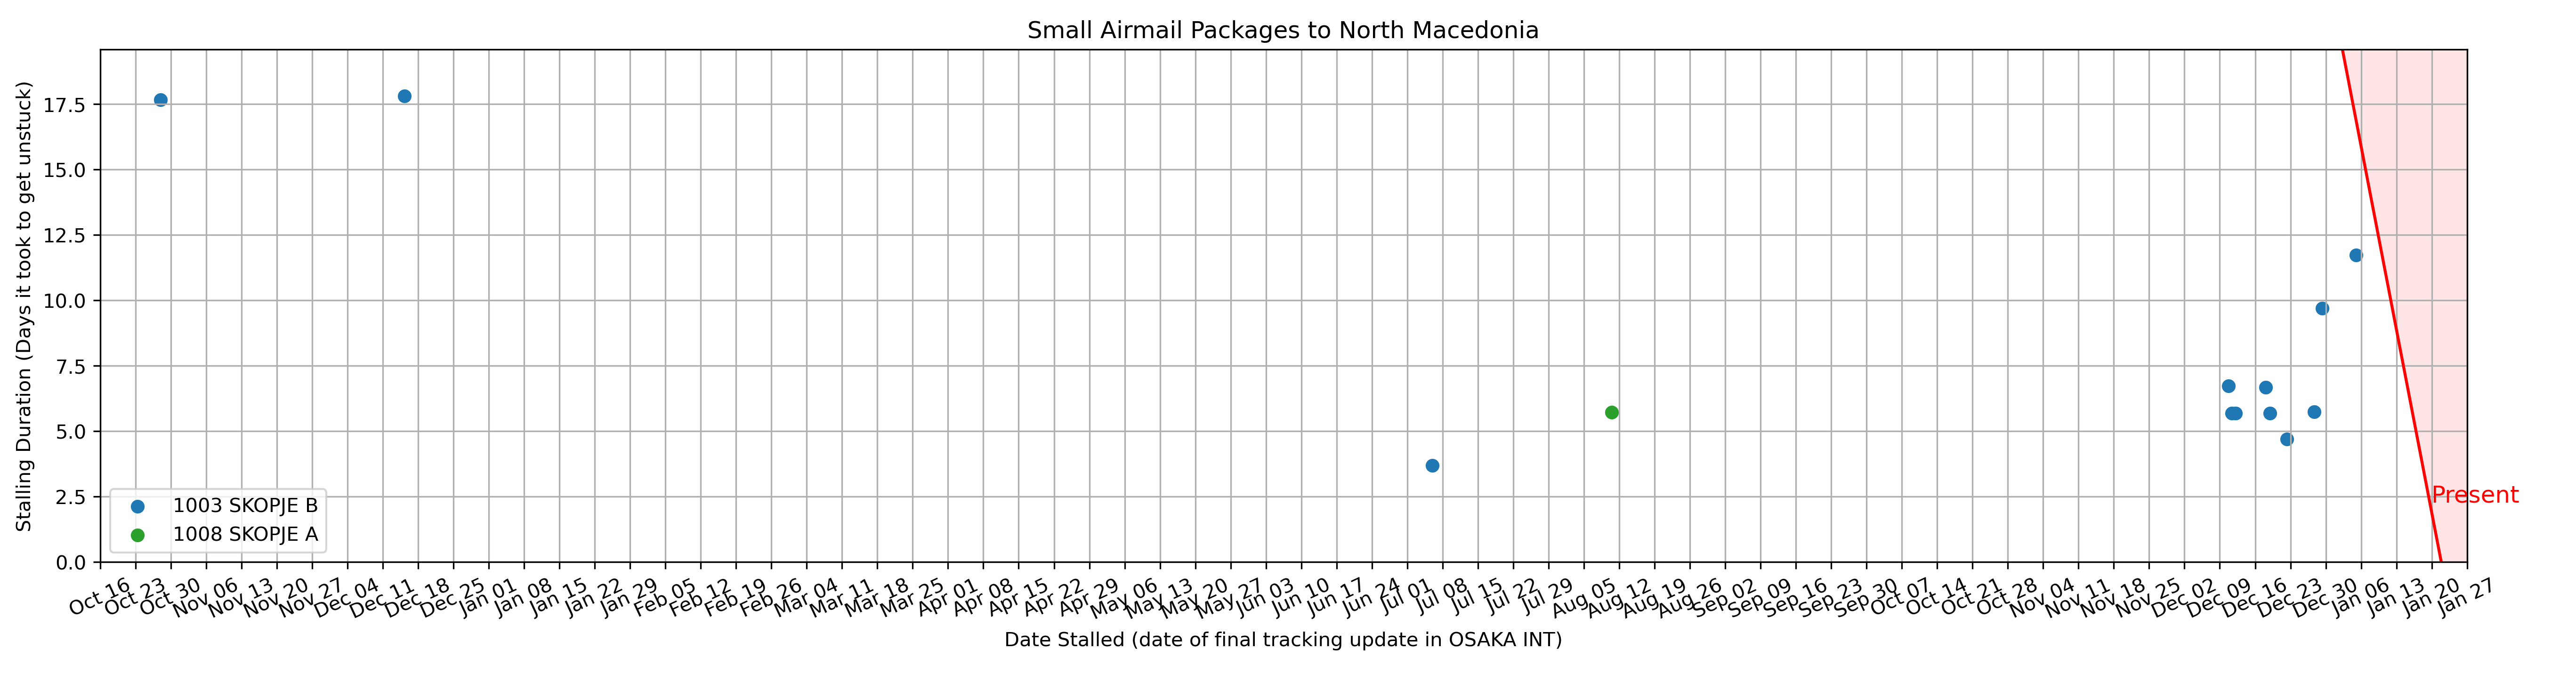 Small Airmail Packages to North Macedonia
Stalling Duration (Days it took to get unstuck)
17.5
15.0
12.5
10.0
7.5
5.0
2.5
0.0
1003 SKOPJE B
1008 SKOPJE A
Present
Oct 16 Oct 23 Oct 30 Nov 06 Nov 13 Nov 20 Nov 27 Dec 04 Dec 11 Dec 18 Dec 25 Jan 01 Jan 08 Jan 15 Jan 22 Jan 29 Feb 05 Feb 12 Feb 19 Feb 26 Mar 04 Mar 11 Mar 18 Mar 25 Apr 01 Apr 08 Apr 15 Apr 22 Apr 29 May 06 May 13 May 20 May 27 Jun 03 Jun 10 Jun 17 Jun 24 Jul 01 Jul 08 Jul 15 Jul 22 Jul 29 Aug 05 Aug 12 Aug 19 Aug 26 Sep 02 Sep 09 Sep 16 Sep 23 Sep 30 Oct 07 Oct 14 Oct 21 Oct 28 Nov 04 Nov 11 Nov 18 Nov 25 Dec 02 Dec 09 Dec 16 Dec 23 Dec 30 Jan 06 Jan 13 Jan 20 Jan 27
Date Stalled (date of final tracking update in OSAKA INT)